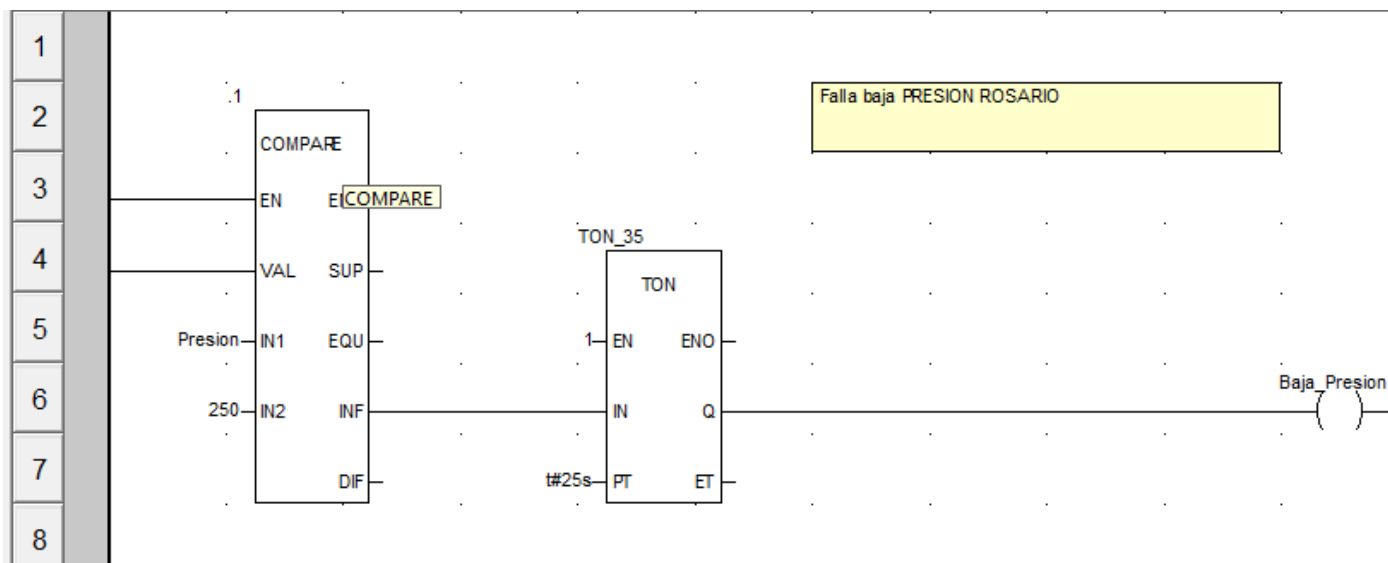 1
.1
Falla baja PRESION ROSARIO
2
COMPARE
3
EN
COMPARE
TON_35
4
VAL SUP
TON
5
Presion IN1 EQU
1 EN ENO
Baja_Presion
6
250 IN2 INF
IN Q
7
DIF
t#25s PT ET
8